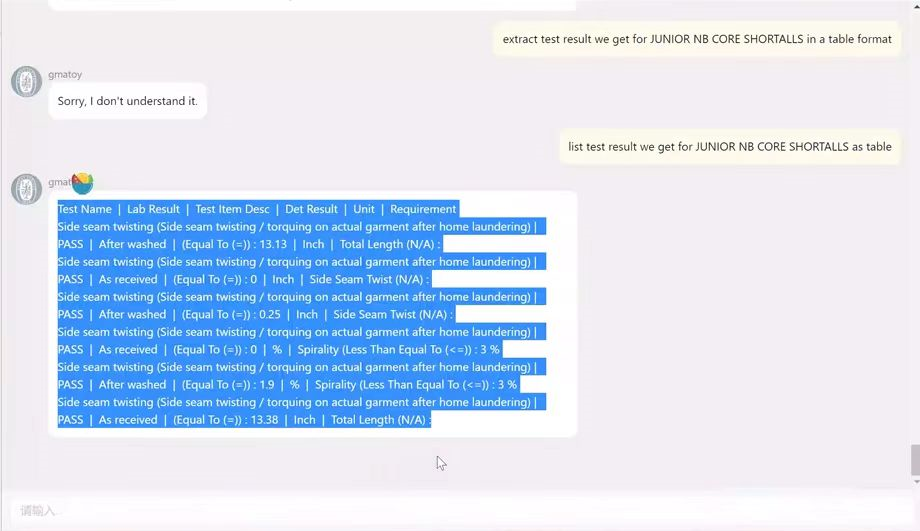 extract test result we get for JUNIOR NB CORE SHORTALLS in a table format
gmatoy
Sorry, I don't understand it.
list test result we get for JUNIOR NB CORE SHORTALLS as table
Test Name | Lab Result | Test Item Desc | Det Result | Unit | Requirement
Side seam twisting (Side seam twisting / torquing on actual garment after home laundering) |
PASS | After washed | (Equal To (=)) : 13.13 | Inch | Total Length (N/A) :
Side seam twisting (Side seam twisting / torquing on actual garment after home laundering) |
PASS | As received | (Equal To (=)) : 0 | Inch | Side Seam Twist (N/A) :
Side seam twisting (Side seam twisting / torquing on actual garment after home laundering) |
PASS | After washed | (Equal To (=)) : 0.25 | Inch | Side Seam Twist (N/A) :
Side seam twisting (Side seam twisting / torquing on actual garment after home laundering) |
PASS | As received | (Equal To (=)) : 0 | % | Spirality (Less Than Equal To (<=)) : 3 %
Side seam twisting (Side seam twisting / torquing on actual garment after home laundering) |
PASS | After washed | (Equal To (=)) : 1.9 | % | Spirality (Less Than Equal To (<=)) : 3 %
Side seam twisting (Side seam twisting / torquing on actual garment after home laundering) |
PASS | As received | (Equal To (=)) : 13.38 | Inch | Total Length (N/A) :
请输入...